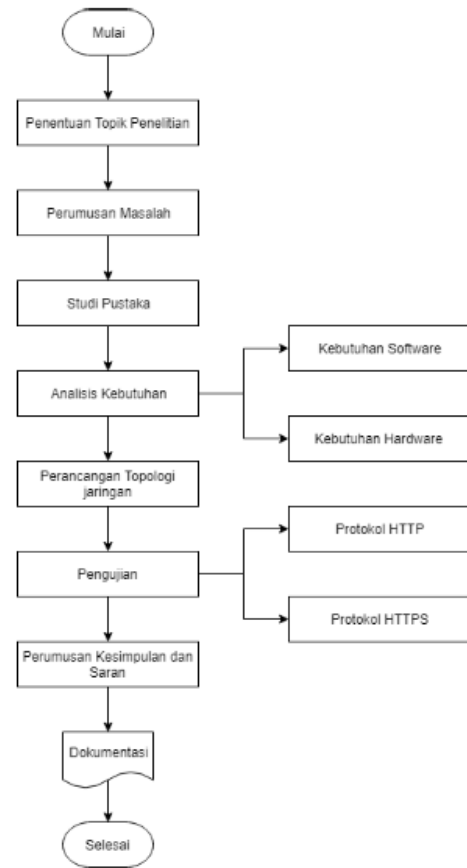 Mulai
Penentuan Topik Penelitian
Perumusan Masalah
Studi Pustaka
Analisis Kebutuhan
Kebutuhan Software
Kebutuhan Hardware
Perancangan Topologi
jaringan
Pengujian
Protokol HTTP
Protokol HTTPS
Perumusan Kesimpulan dan
Saran
Dokumentasi
Selesai